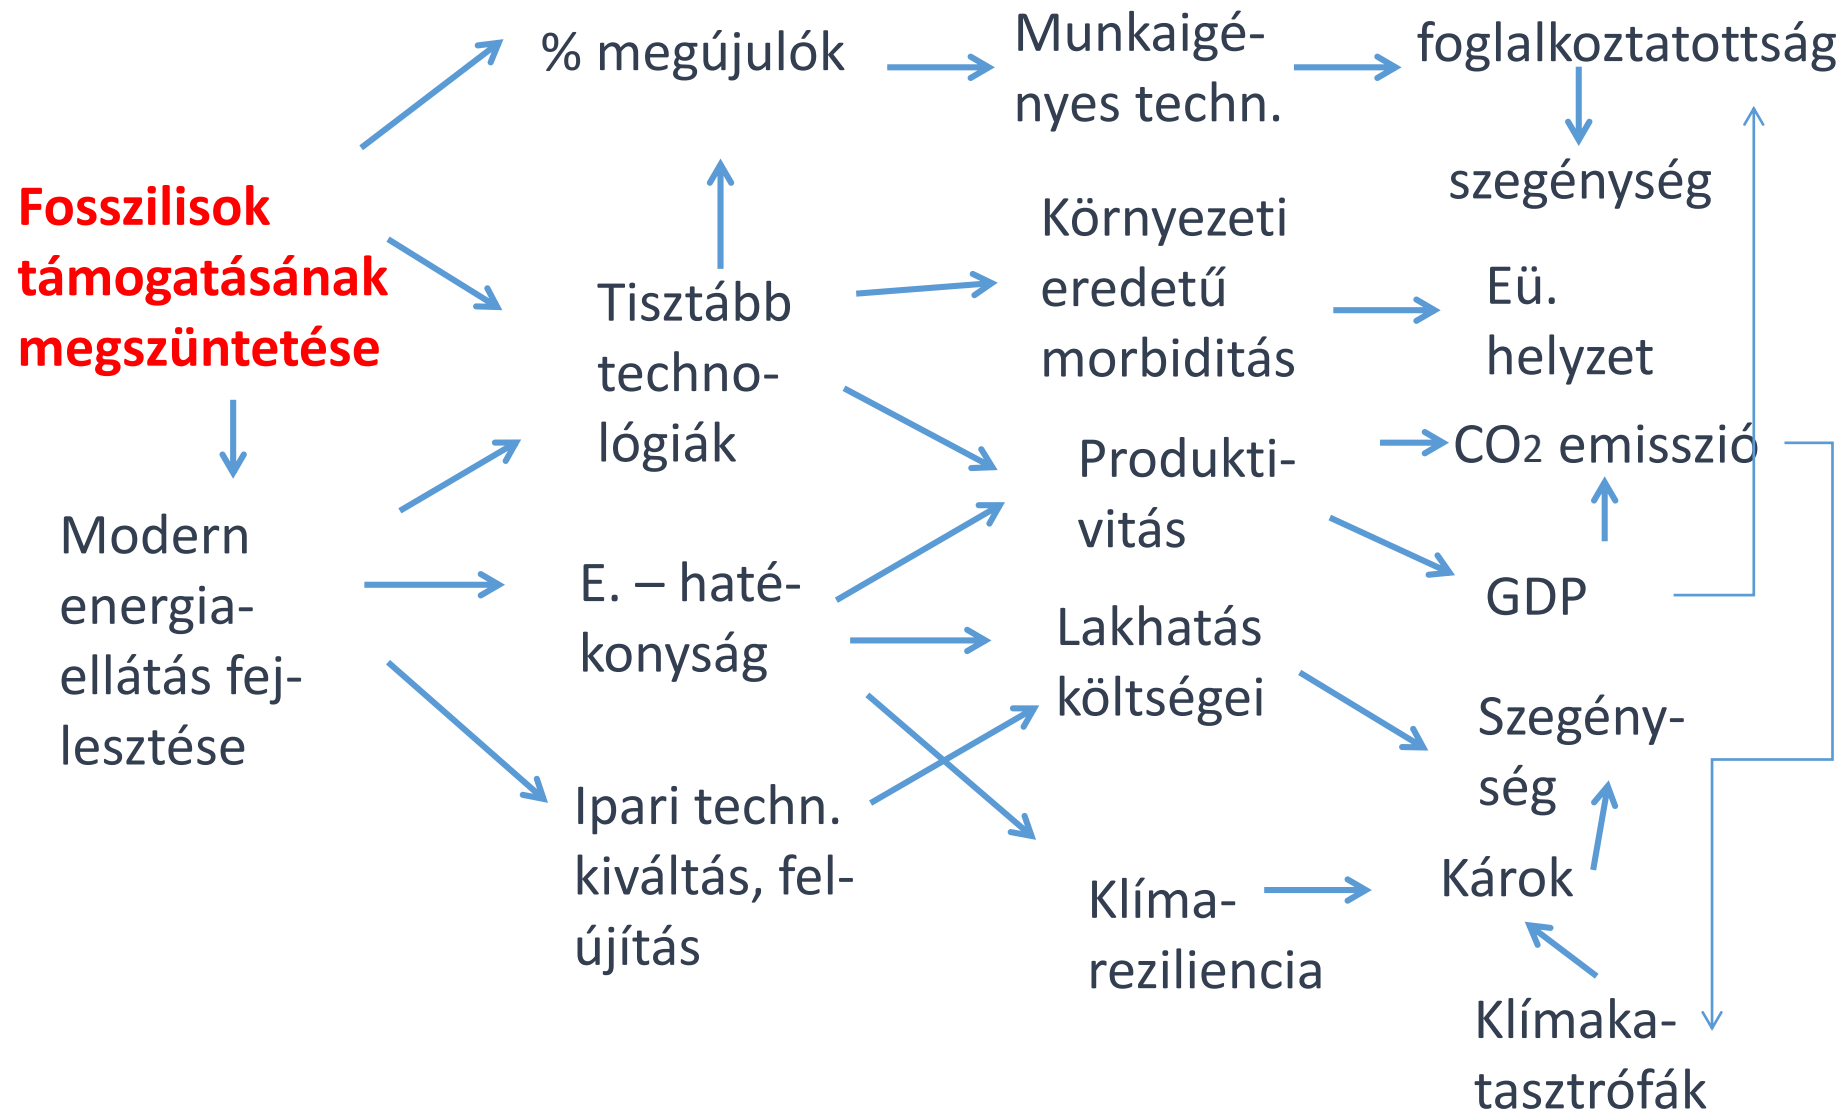 % megújulók
Munkaigé-
nyes techn.
foglalkoztatottság
szegénység
Fosszilisok
támogatásának
megszüntetése
Tisztább
techno-
lógiák
Környezeti
eredetű
morbiditás
Eü.
helyzet
Produkti-
vitás
CO2 emisszió
GDP
Modern
energia-
ellátás fej-
lesztése
E. – haté-
konyság
Lakhatás
költségei
Szegény-
ség
Ipari techn.
kiváltás, fel-
újítás
Klíma-
reziliencia
Károk
Klímaka-
tasztrófák